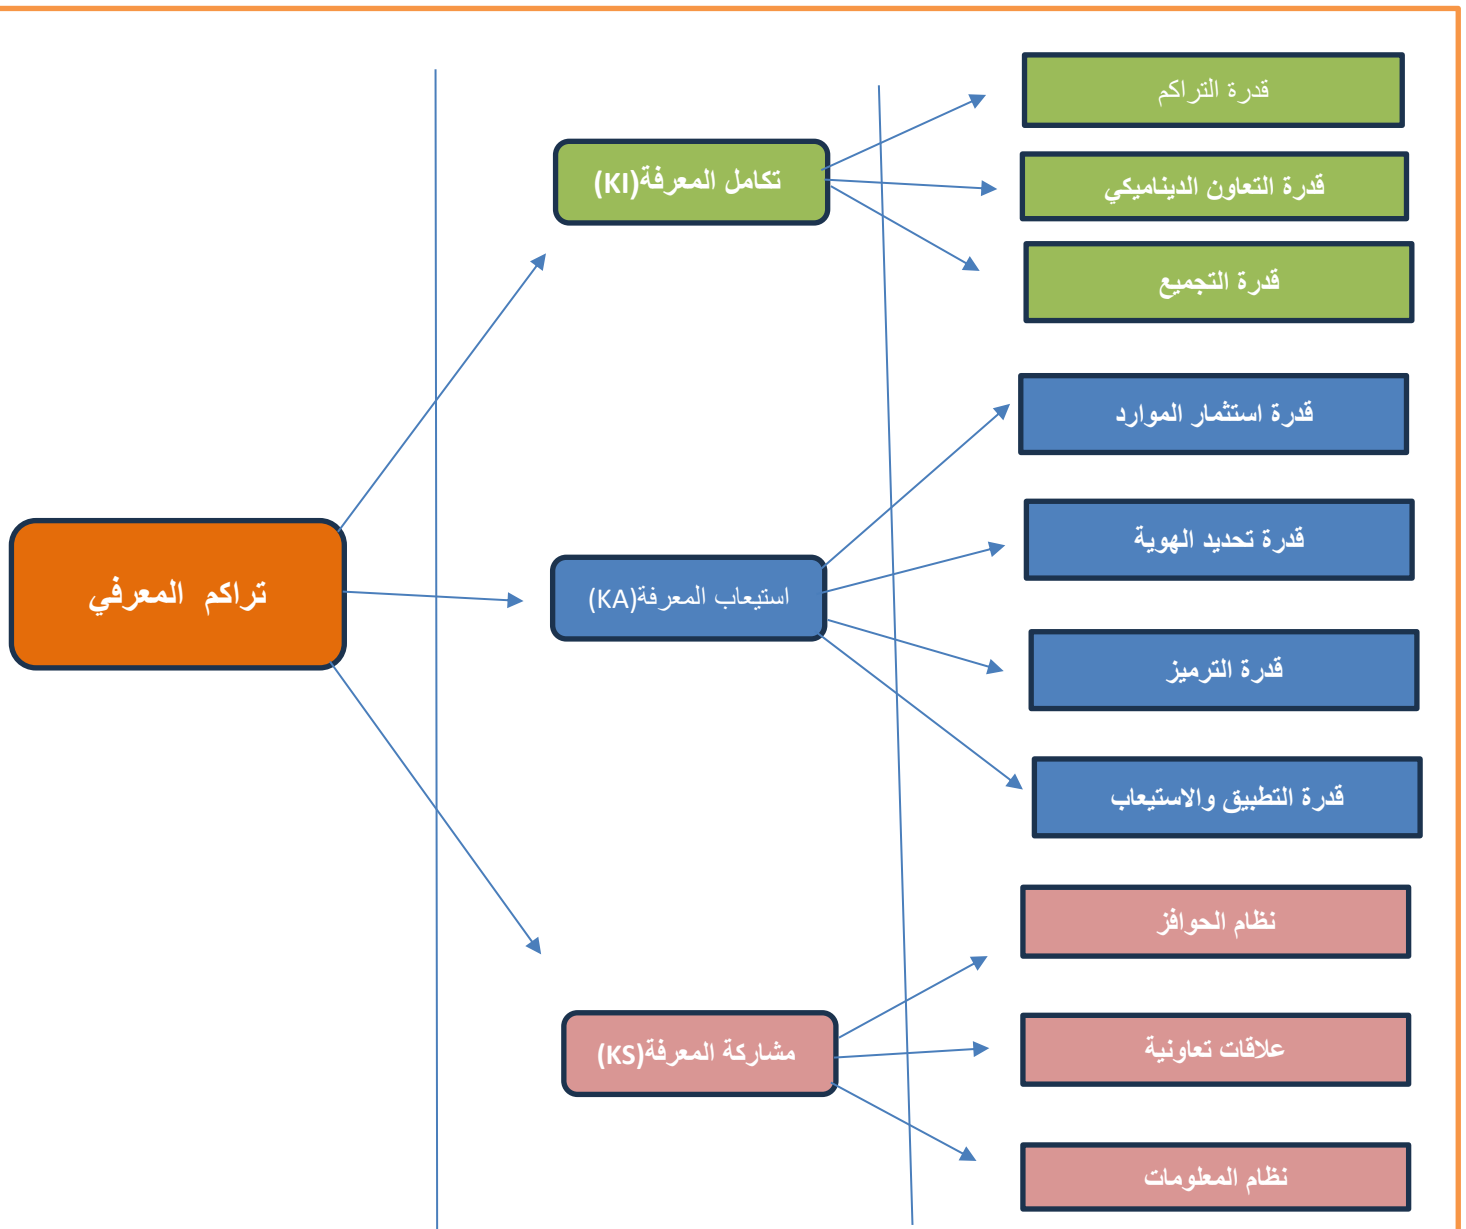 قدرة التراكم
تكامل المعرفة(KI)
قدرة التعاون الديناميكي
قدرة التجميع
قدرة استثمار الموارد
قدرة تحديد الهوية
تراكم المعرفي
استيعاب المعرفة(KA)
قدرة الترميز
قدرة التطبيق والاستيعاب
نظام الحوافز
مشاركة المعرفة(KS)
علاقات تعاونية
نظام المعلومات